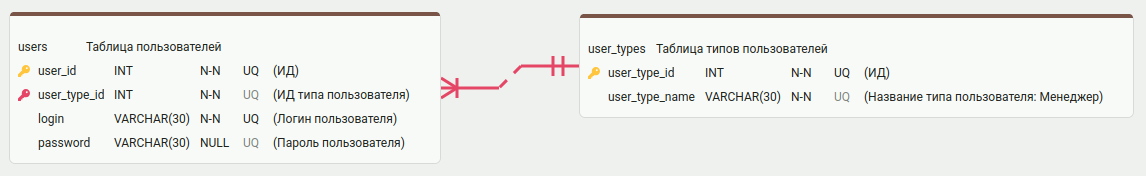 users Таблица пользователей
user_id INT N-N UQ (ИД)
user_type_id INT N-N UQ (ИД типа пользователя)
login VARCHAR(30) N-N UQ (Логин пользователя)
password VARCHAR(30) NULL UQ (Пароль пользователя)
user_types Таблица типов пользователей
user_type_id INT N-N UQ (ИД)
user_type_name VARCHAR(30) N-N UQ (Название типа пользователя: Менеджер)